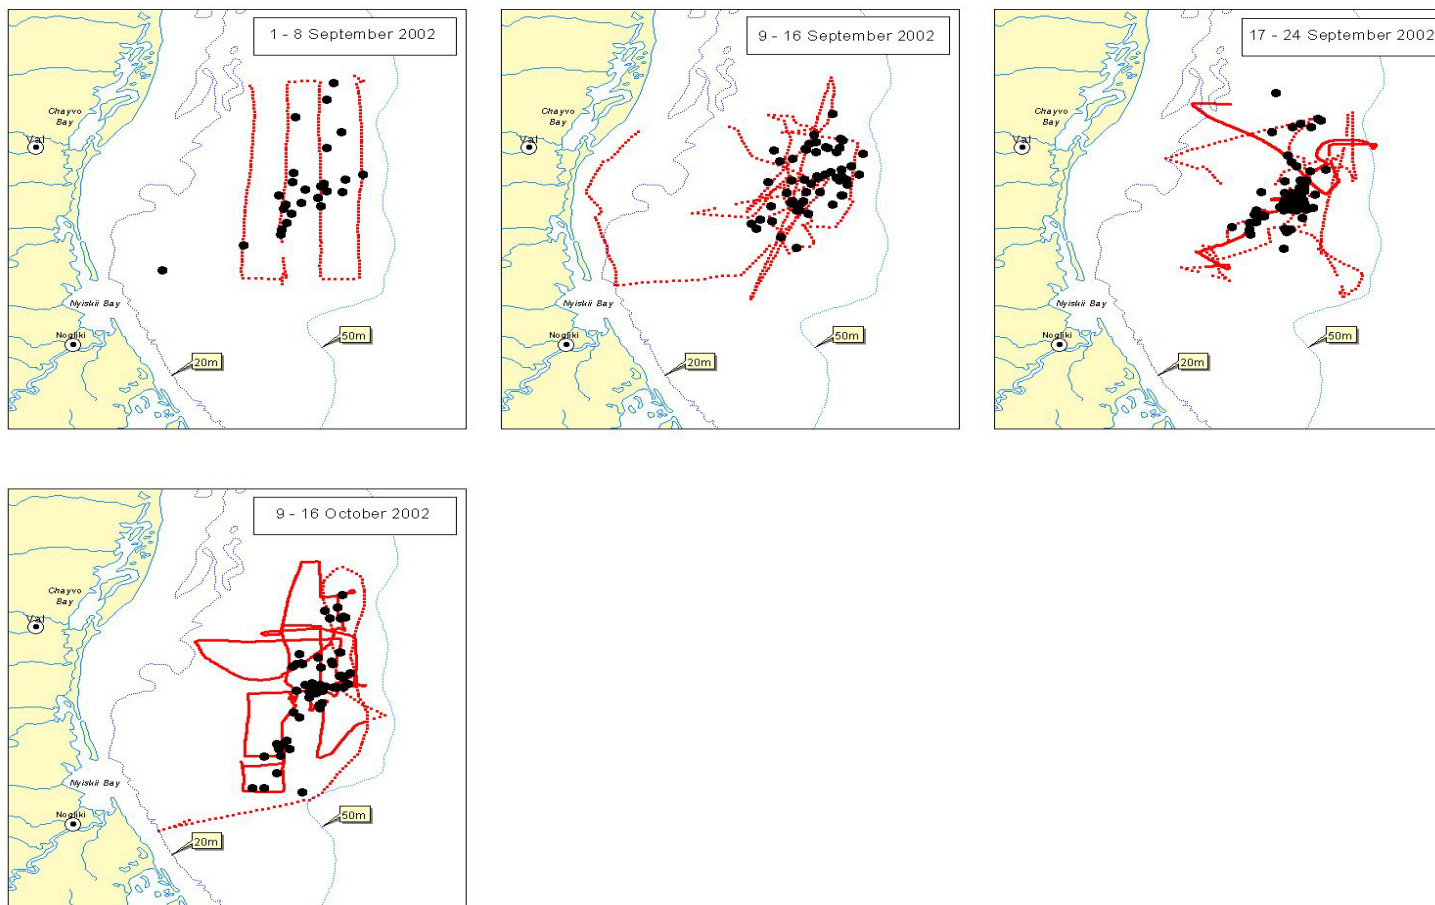 1 - 8 September 2002
Chayvo
Bay
Val
Nyiskii Bay
Nogliki
50m
20m
9 - 16 September 2002
Chayvo
Bay
Val
Nyiskii Bay
Nogliki
50m
20m
17 - 24 September 2002
Chayvo
Bay
Val
Nyiskii Bay
Nogliki
50m
20m
9 - 16 October 2002
Chayvo
Bay
Val
Nyiskii Bay
Nogliki
50m
20m